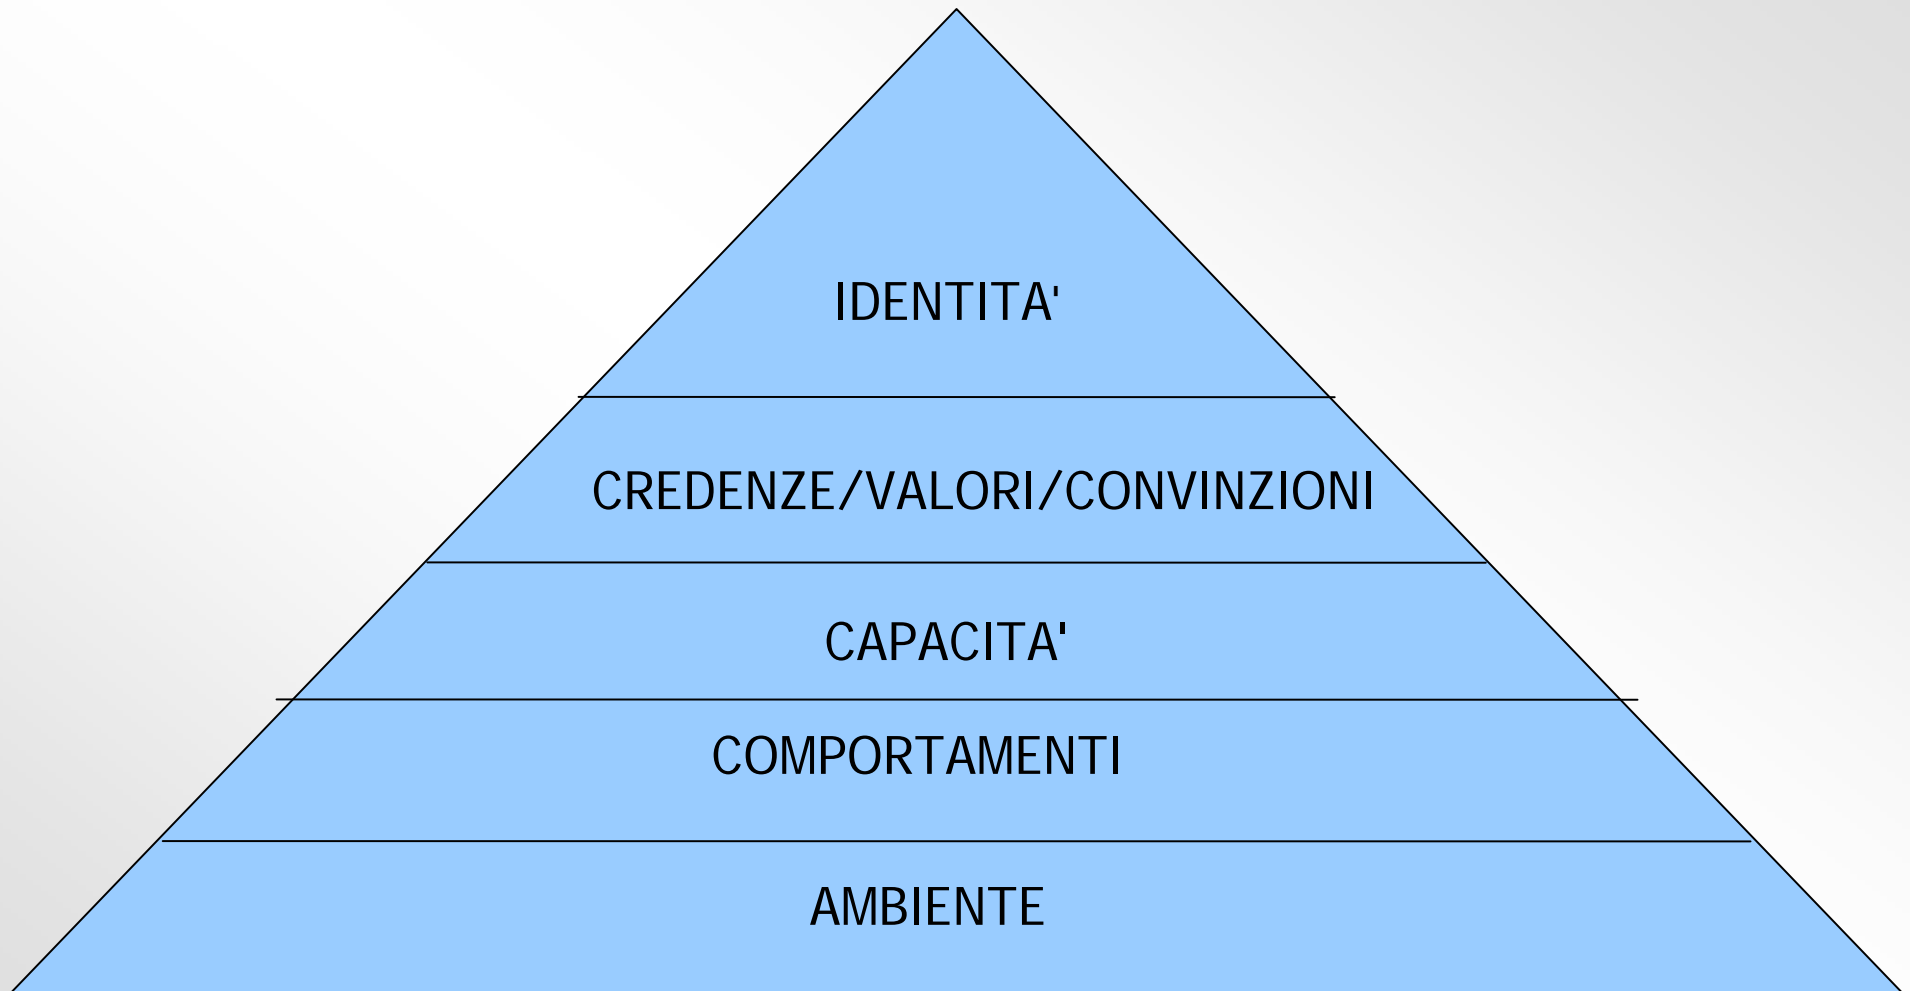 IDENTITA'
CREDENZE/VALORI/CONVINZIONI
CAPACITA'
COMPORTAMENTI
AMBIENTE